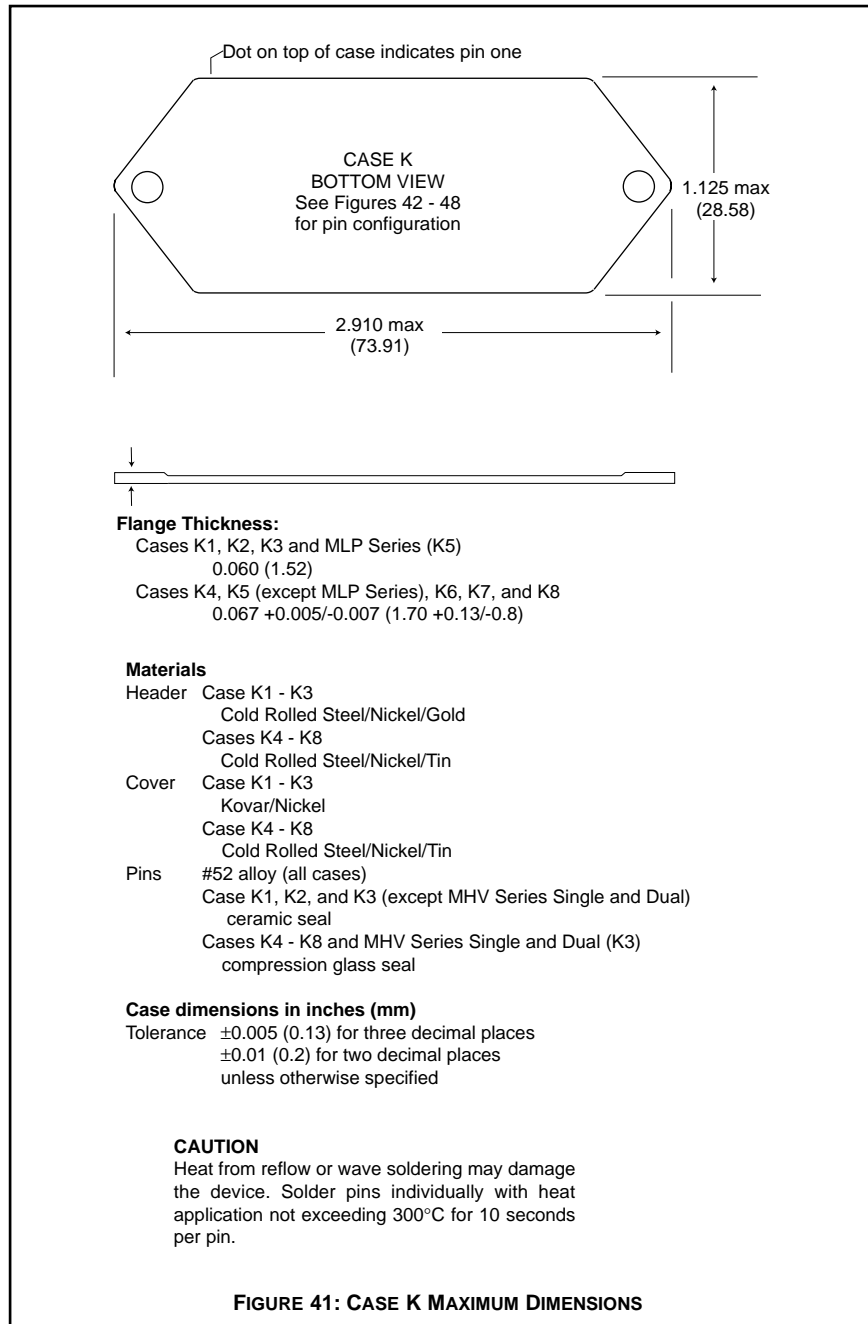 Dot on top of case indicates pin one
CASE K
BOTTOM VIEW
See Figures 42 - 48
for pin configuration
1.125 max
(28.58)
2.910 max
(73.91)
Flange Thickness:
Cases K1, K2, K3 and MLP Series (K5)
0.060 (1.52)
Cases K4, K5 (except MLP Series), K6, K7, and K8
0.067 +0.005/-0.007 (1.70 +0.13/-0.8)
Materials
Header Case K1 - K3
Cold Rolled Steel/Nickel/Gold
Cases K4 - K8
Cold Rolled Steel/Nickel/Tin
Cover Case K1 - K3
Kovar/Nickel
Case K4 - K8
Cold Rolled Steel/Nickel/Tin
Pins #52 alloy (all cases)
Case K1, K2, and K3 (except MHV Series Single and Dual)
ceramic seal
Cases K4 - K8 and MHV Series Single and Dual (K3)
compression glass seal
Case dimensions in inches (mm)
Tolerance ±0.005 (0.13) for three decimal places
±0.01 (0.2) for two decimal places
unless otherwise specified
CAUTION
Heat from reflow or wave soldering may damage
the device. Solder pins individually with heat
application not exceeding 300°C for 10 seconds
per pin.
FIGURE 41: CASE K MAXIMUM DIMENSIONS